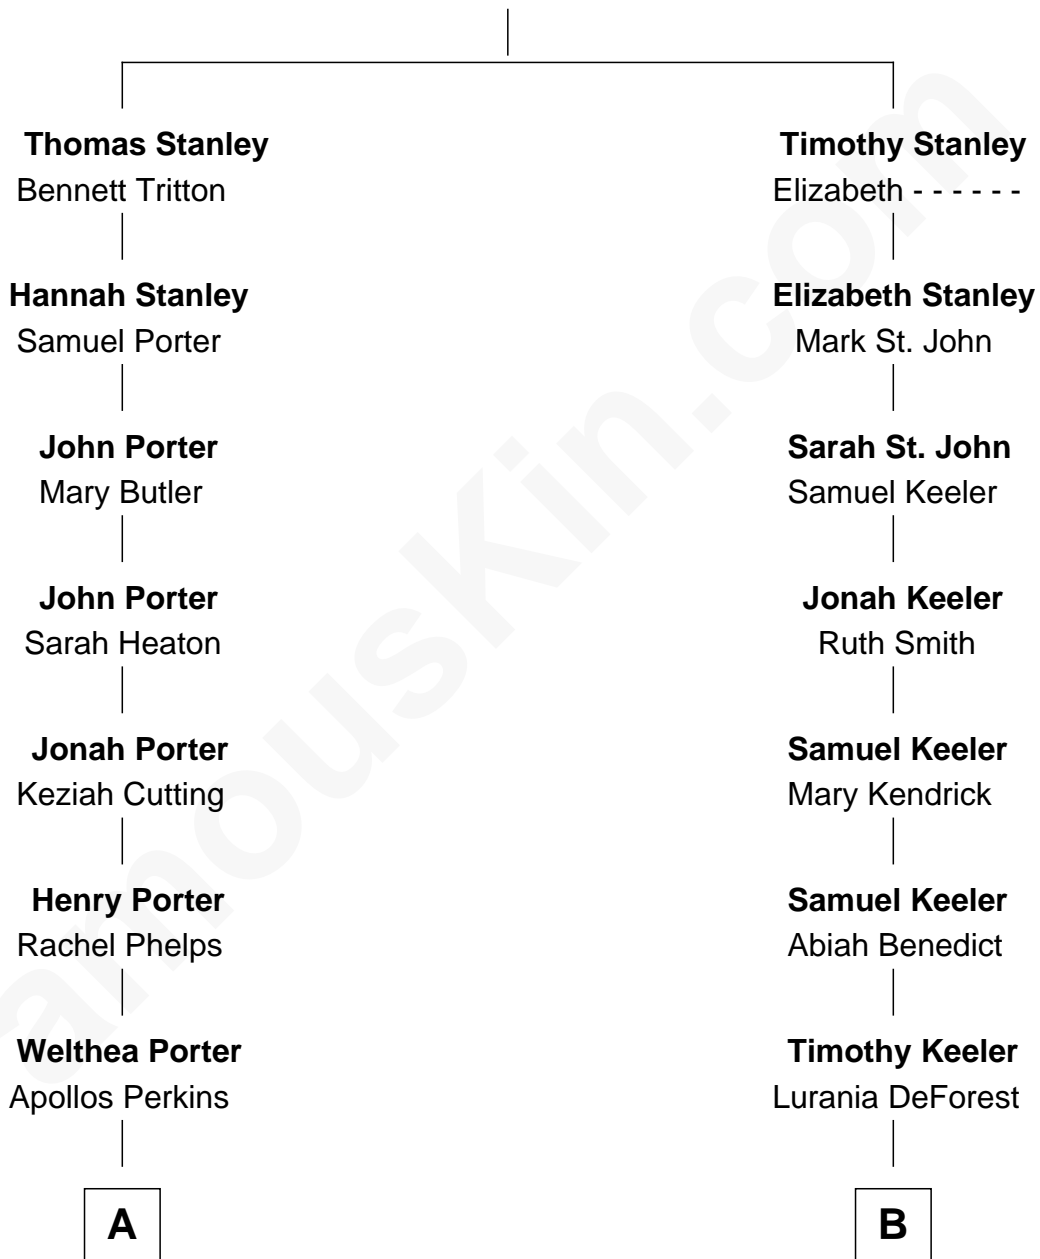 Thomas Stanley
Bennett Tritton
Hannah Stanley
Samuel Porter
John Porter
Mary Butler
John Porter
Sarah Heaton
Jonah Porter
Keziah Cutting
Henry Porter
Rachel Phelps
Welthea Porter
Apollos Perkins
A
Timothy Stanley
Elizabeth - - - - - -
Elizabeth Stanley
Mark St. John
Sarah St. John
Samuel Keeler
Jonah Keeler
Ruth Smith
Samuel Keeler
Mary Kendrick
Samuel Keeler
Abiah Benedict
Timothy Keeler
Lurania DeForest
B
amouskin.com